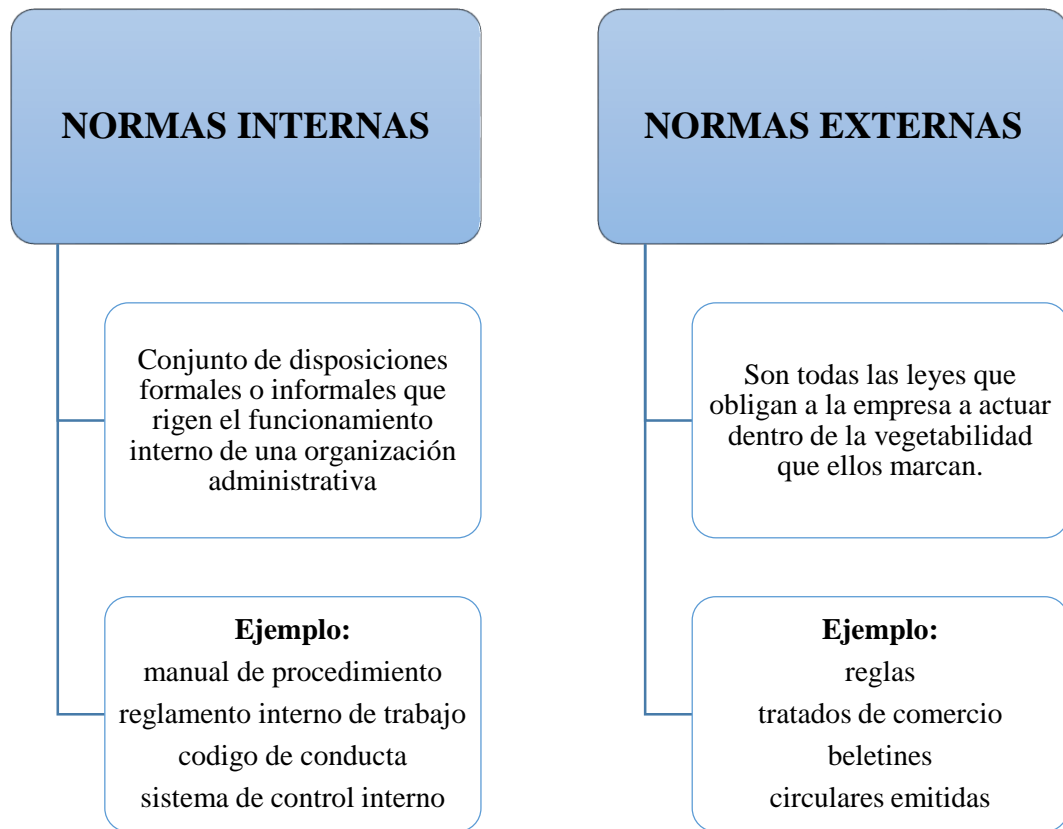 NORMAS INTERNAS
Conjunto de disposiciones
formales o informales que
rigen el funcionamiento
interno de una organización
administrativa
Ejemplo:
manual de procedimiento
reglamento interno de trabajo
codigo de conducta
sistema de control interno
NORMAS EXTERNAS
Son todas las leyes que
obligan a la empresa a actuar
dentro de la vegetabilidad
que ellos marcan.
Ejemplo:
reglas
tratados de comercio
beletines
circulares emitidas